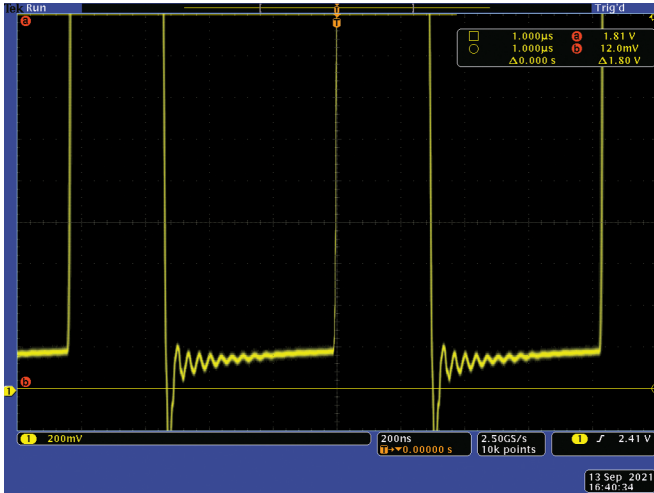 Tek Run Trig'd
T
a T
1.000µs a 1.81 V
1.000µs b 12.0mV
Δ0.000 s Δ1.80 V
b
1
1 200mV 200ns 2.50GS/s 1 2.41 V
T→▼0.00000 s 10k points
13 Sep 2021
16:40:34